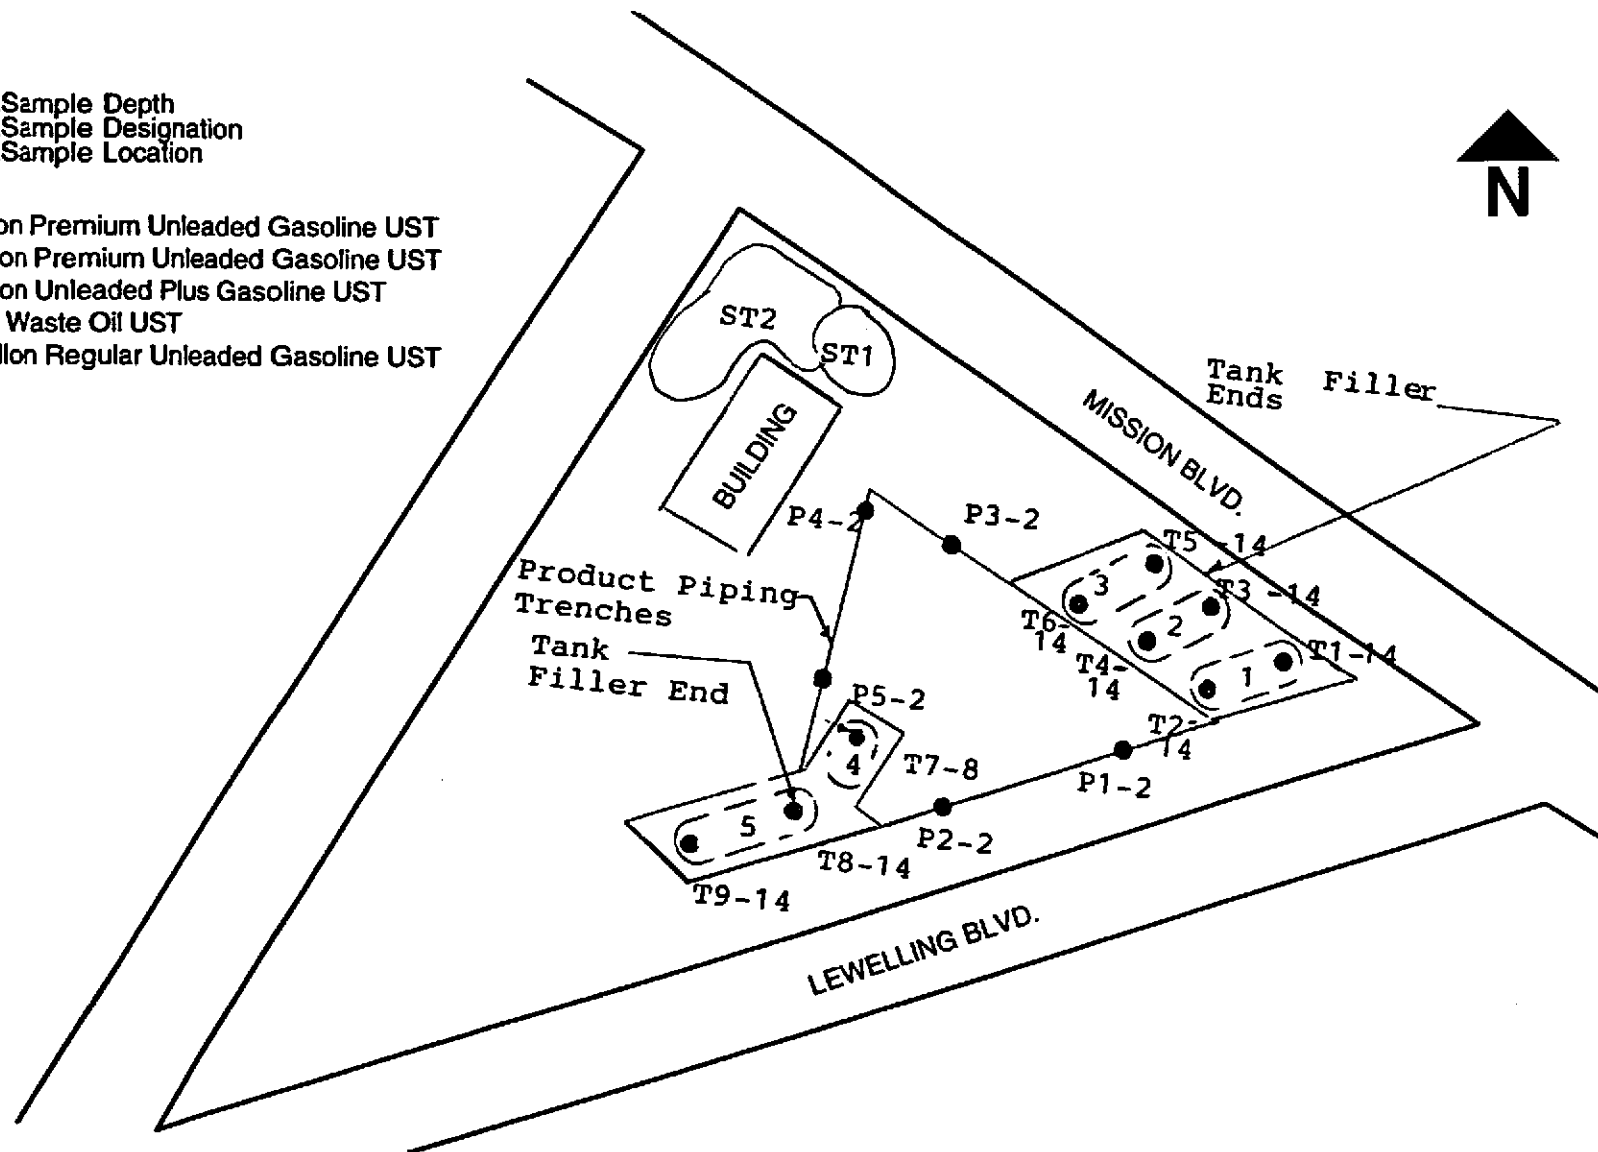 Sample Depth
Sample Designation
Sample Location
on Premium Unleaded Gasoline UST
on Premium Unleaded Gasoline UST
on Unleaded Plus Gasoline UST
Waste Oil UST
llon Regular Unleaded Gasoline UST
N
ST2
ST1
BUILDING
Tank Filler
Ends
MISSION BLVD.
P4-2
P3-2
T5-14
3
T3-14
T6-
14
2
T4-
14
T1-14
1
T2-
14
Product Piping
Trenches
Tank
Filler End
P5-2
4
T7-8
P1-2
5
P2-2
T8-14
T9-14
LEWELLING BLVD.